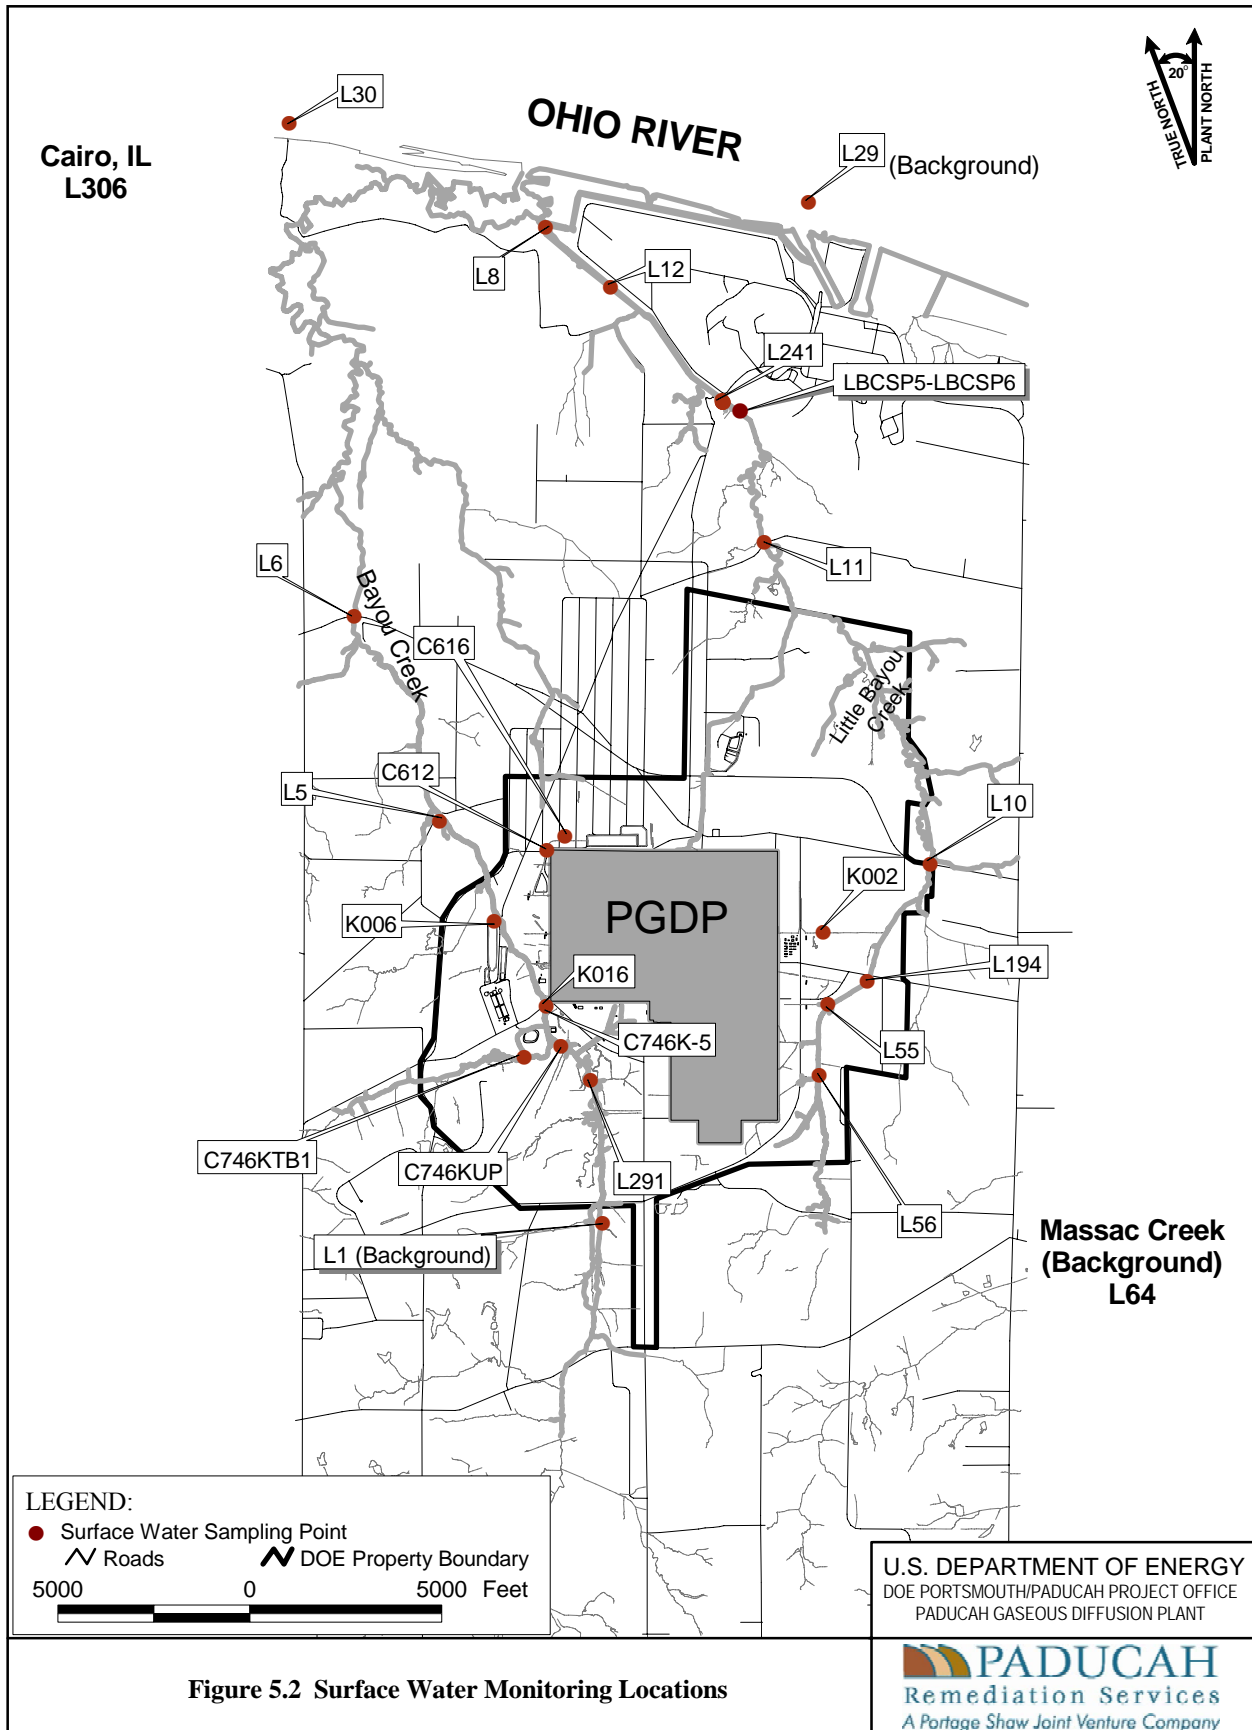 L30
OHIO RIVER
TRUE NORTH
20°
PLANT NORTH
Cairo, IL
L306
L29 (Background)
L8
L12
L241
LBCSP5-LBCSP6
L6
Bayou Creek
L11
C616
Little Bayou
Creek
C612
L5
L10
K002
K006
PGDP
K016
L194
C746K-5
L55
C746KTB1
C746KUP
L291
L56
L1 (Background)
Massac Creek
(Background)
L64
LEGEND:
Surface Water Sampling Point
Roads DOE Property Boundary
5000 0 5000 Feet
U.S. DEPARTMENT OF ENERGY
DOE PORTSMOUTH/PADUCAH PROJECT OFFICE
PADUCAH GASEOUS DIFFUSION PLANT
Figure 5.2 Surface Water Monitoring Locations
PADUCAH
Remediation Services
A Portage Shaw Joint Venture Company